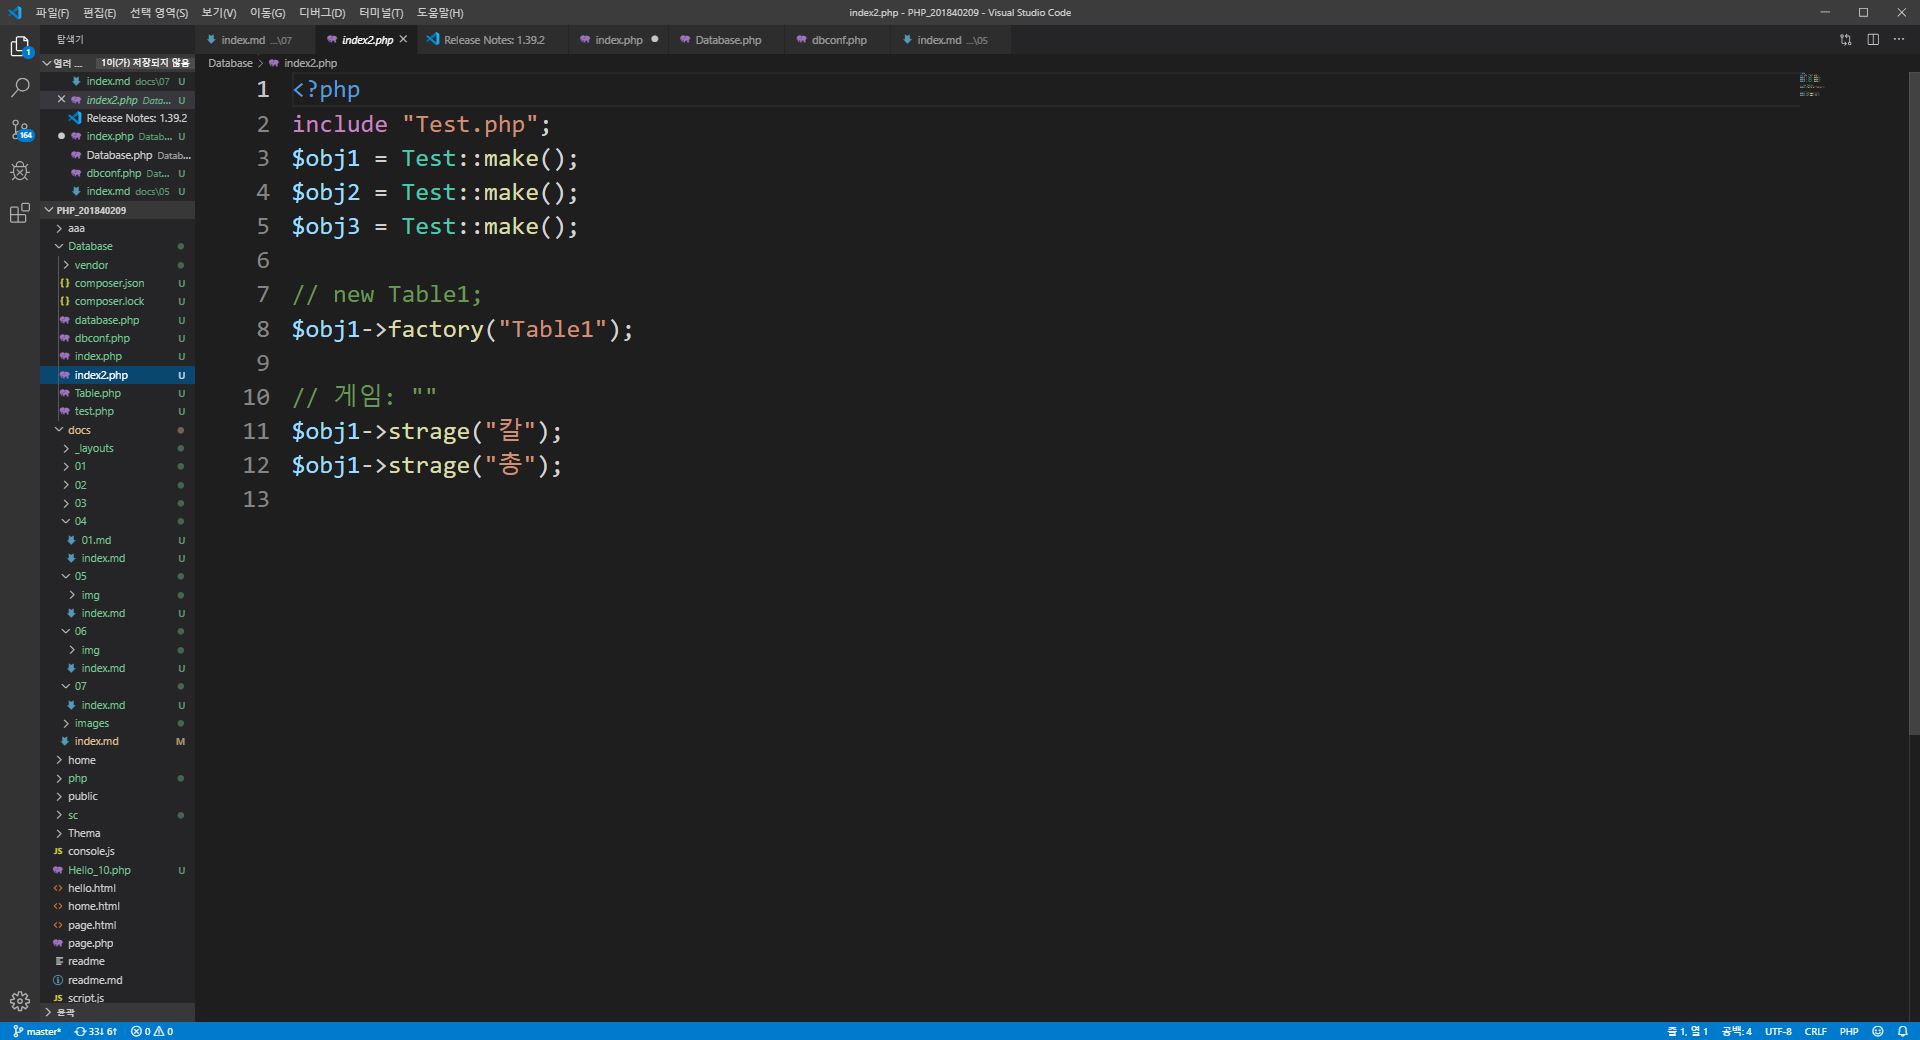 파일(F) 편집(E) 선택 영역(S) 보기(V) 이동(G) 디버그(D) 터미널(T) 도움말(H)
index2.php - PHP_201840209 - Visual Studio Code
탐색기
index.md ...\07
index2.php
Release Notes: 1.39.2
index.php
Database.php
dbconf.php
index.md ...\05
열려 ... 1이(가) 저장되지 않음
index.md docs\07 U
index2.php Data... U
Release Notes: 1.39.2
index.php Datab... U
Database.php Datab...
dbconf.php Dat... U
index.md docs\05 U
PHP_201840209
aaa
Database
vendor
composer.json U
composer.lock U
database.php U
dbconf.php U
index.php U
index2.php U
Table.php U
test.php U
docs
_layouts
01
02
03
04
01.md U
index.md U
05
img
index.md U
06
img
index.md U
07
index.md U
images
index.md M
home
php
public
sc
Thema
console.js
Hello_10.php U
hello.html
home.html
page.html
page.php
readme
readme.md
script.js
윤곽
Database > index2.php
1 <?php
2 include "Test.php";
3 $obj1 = Test::make();
4 $obj2 = Test::make();
5 $obj3 = Test::make();
6
7 // new Table1;
8 $obj1->factory("Table1");
9
10 // 게임: ""
11 $obj1->strage("칼");
12 $obj1->strage("총");
13
1
164
master* 33↓ 6↑ 0 0
줄 1, 열 1 공백: 4 UTF-8 CRLF PHP